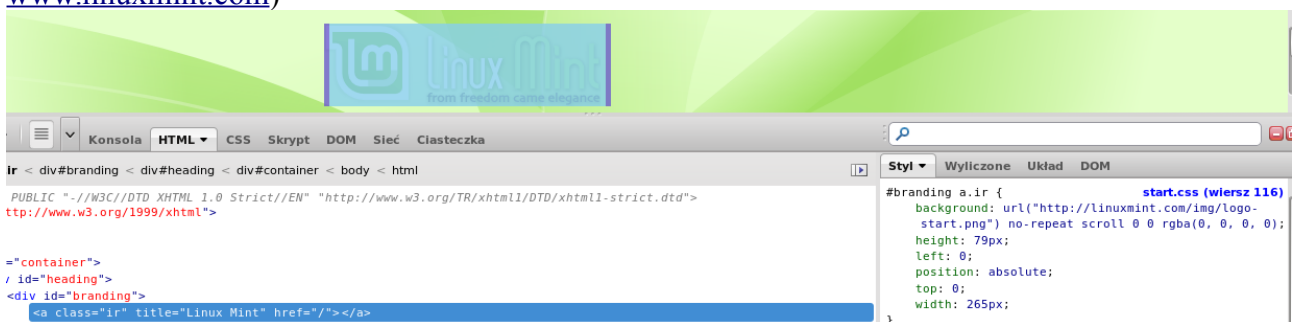 www.linuxmint.com)
Linux Mint
from freedom came elegance
Konsola HTML CSS Skrypt DOM Sieć Ciasteczka
ir < div#branding < div#heading < div#container < body < html
Styl Wyliczone Układ DOM
PUBLIC "-//W3C//DTD XHTML 1.0 Strict//EN" "http://www.w3.org/TR/xhtml1/DTD/xhtml1-strict.dtd">
ttp://www.w3.org/1999/xhtml">
="container">
id="heading">
<div id="branding">
<a class="ir" title="Linux Mint" href="/"></a>
#branding a.ir { start.css (wiersz 116)
background: url("http://linuxmint.com/img/logo-
start.png") no-repeat scroll 0 0 rgba(0, 0, 0, 0);
height: 79px;
left: 0;
position: absolute;
top: 0;
width: 265px;
}